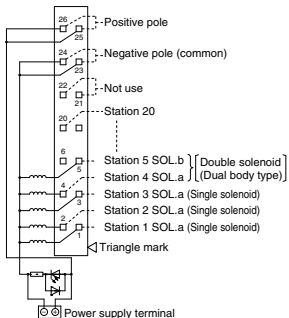 26 Positive pole
25
24 Negative pole (common)
23
22 Not use
21
20 Station 20
6 Station 5 SOL.b Double solenoid
5 Station 4 SOL.a (Dual body type)
4 Station 3 SOL.a (Single solenoid)
3 Station 2 SOL.a (Single solenoid)
2 Station 1 SOL.a (Single solenoid)
1
Triangle mark
Power supply terminal